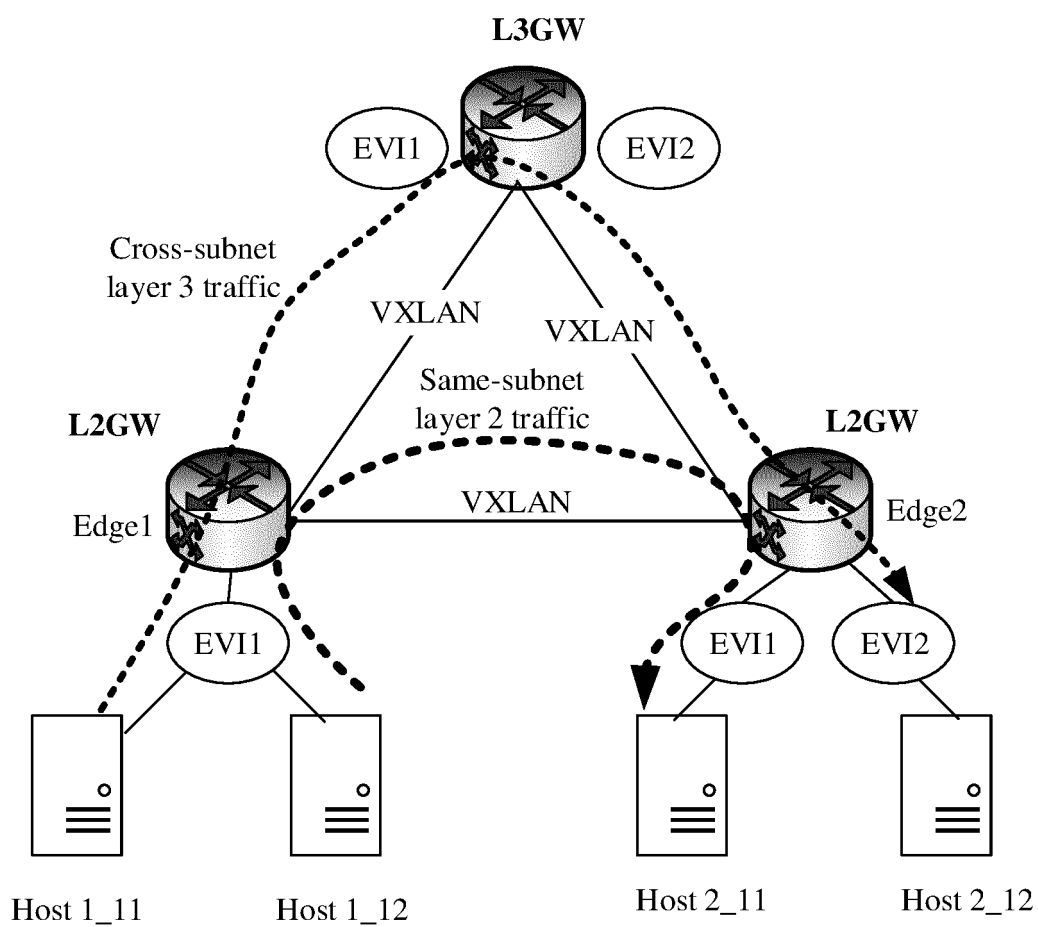 L3GW
EVI1
EVI2
Cross-subnet
layer 3 traffic
VXLAN
VXLAN
Same-subnet
layer 2 traffic
L2GW
L2GW
VXLAN
Edge1
Edge2
EVI1
EVI1
EVI2
Host 1_11
Host 1_12
Host 2_11
Host 2_12